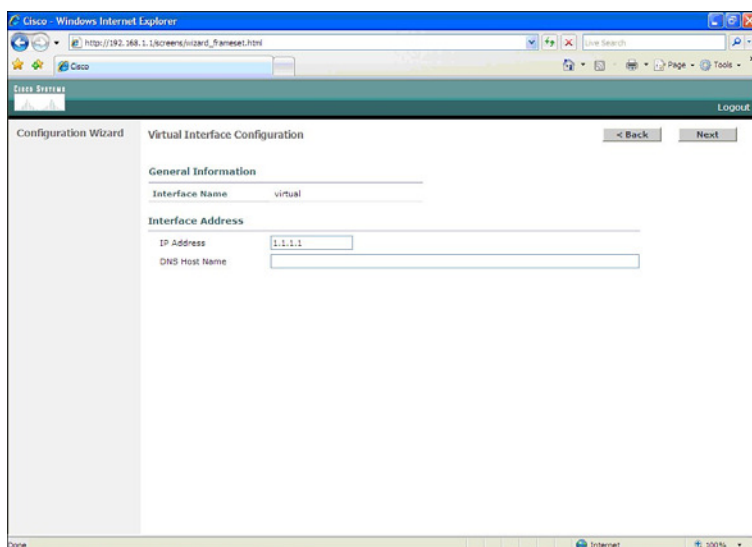 Cisco - Windows Internet Explorer
http://192.168.1.1/screens/wizard_frameset.html
Live Search
Cisco
Page
Tools
CISCO SYSTEMS
Logout
Configuration Wizard
Virtual Interface Configuration
< Back
Next
General Information
Interface Name
virtual
Interface Address
IP Address
1.1.1.1
DNS Host Name
Done
Internet
100%